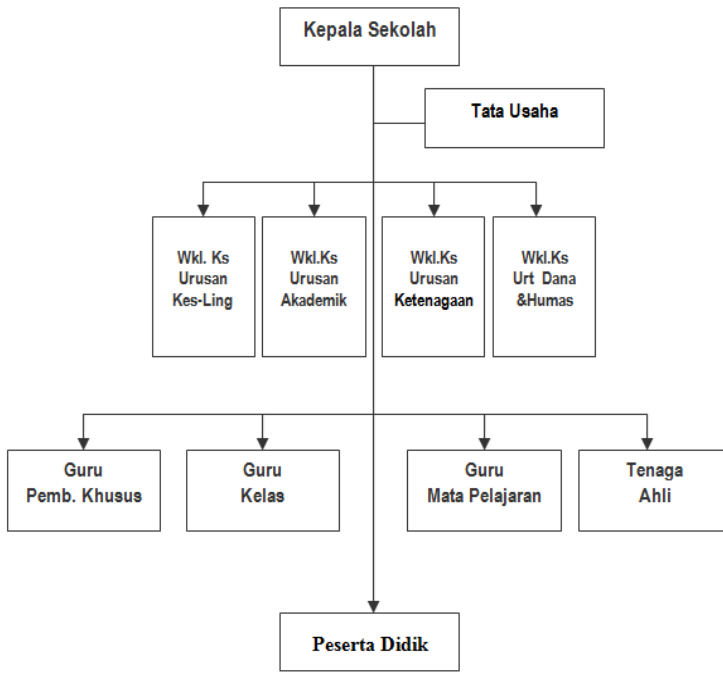 Kepala Sekolah
Tata Usaha
Wkl. Ks
Urusan
Kes-Ling
Wkl.Ks
Urusan
Akademik
Wkl.Ks
Urusan
Ketenagaan
Wkl.Ks
Urt Dana
&Humas
Guru
Pemb. Khusus
Guru
Kelas
Guru
Mata Pelajaran
Tenaga
Ahli
Peserta Didik